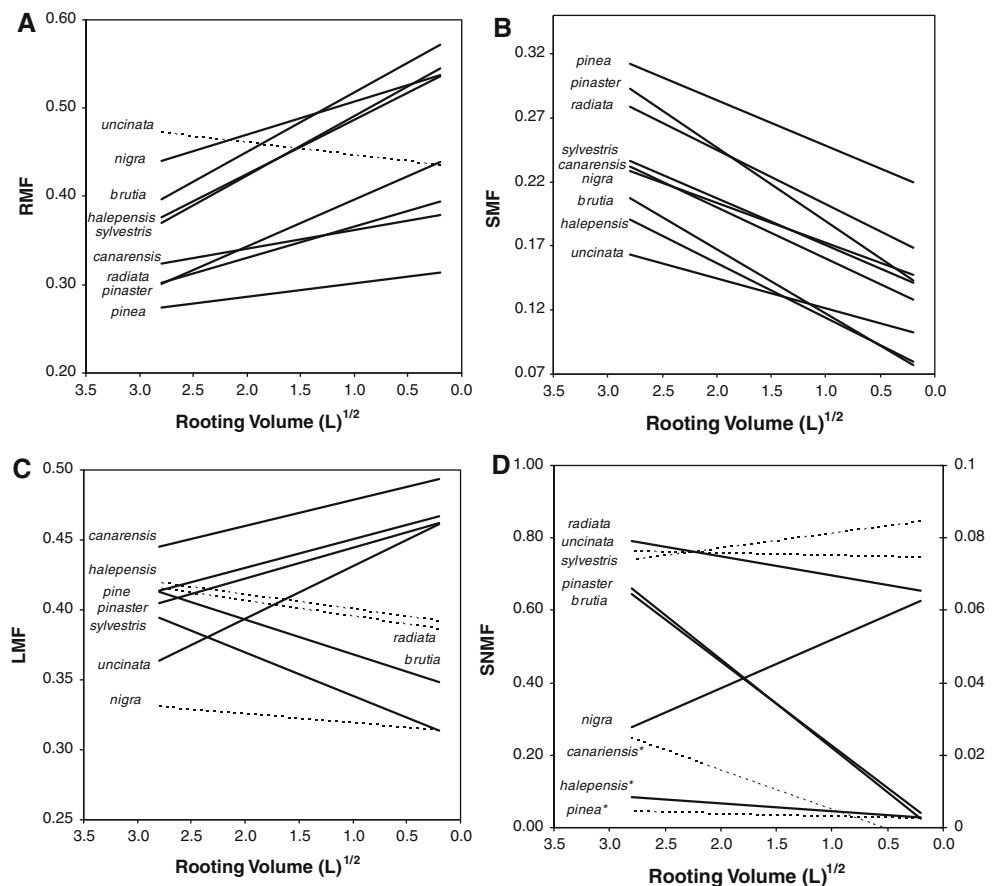 A
0.60
0.50
0.40
0.30
0.20
RMF
uncinata
nigra
brutia
halepensis
sylvestris
canarensis
radiata
pinaster
pinea
3.5 3.0 2.5 2.0 1.5 1.0 0.5 0.0
Rooting Volume (L)^1/2
B
0.32
0.27
0.22
0.17
0.12
0.07
SMF
pinea
pinaster
radiata
sylvestris
canarensis
nigra
brutia
halepensis
uncinata
3.5 3.0 2.5 2.0 1.5 1.0 0.5 0.0
Rooting Volume (L)^1/2
C
0.50
0.45
0.40
0.35
0.30
0.25
LMF
canarensis
halepensis
pine
pinaster
sylvestris
uncinata
nigra
radiata
brutia
3.5 3.0 2.5 2.0 1.5 1.0 0.5 0.0
Rooting Volume (L)^1/2
D
1.00
0.80
0.60
0.40
0.20
0.00
SNMF
radiata
uncinata
sylvestris
pinaster
brutia
nigra
canariensis*
halepensis*
pinea*
0.1
0.08
0.06
0.04
0.02
0
3.5 3.0 2.5 2.0 1.5 1.0 0.5 0.0
Rooting Volume (L)^1/2